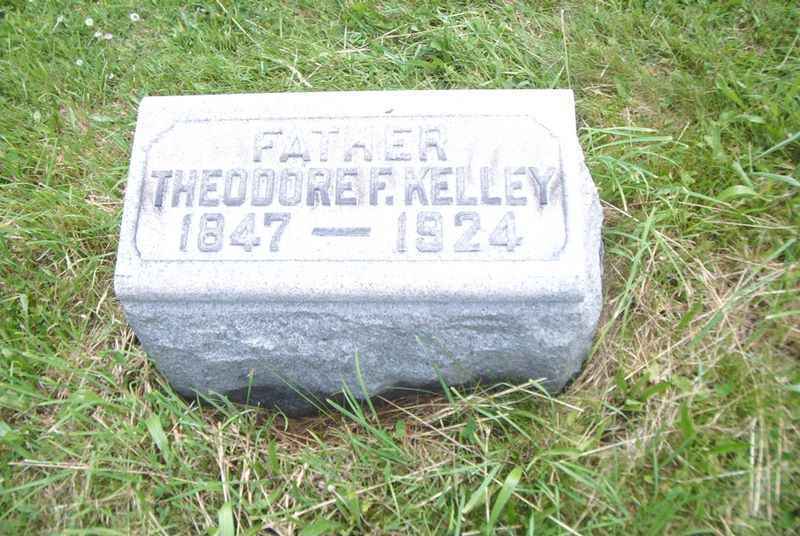 FATHER
THEODORE F. KELLEY
1847 — 1924